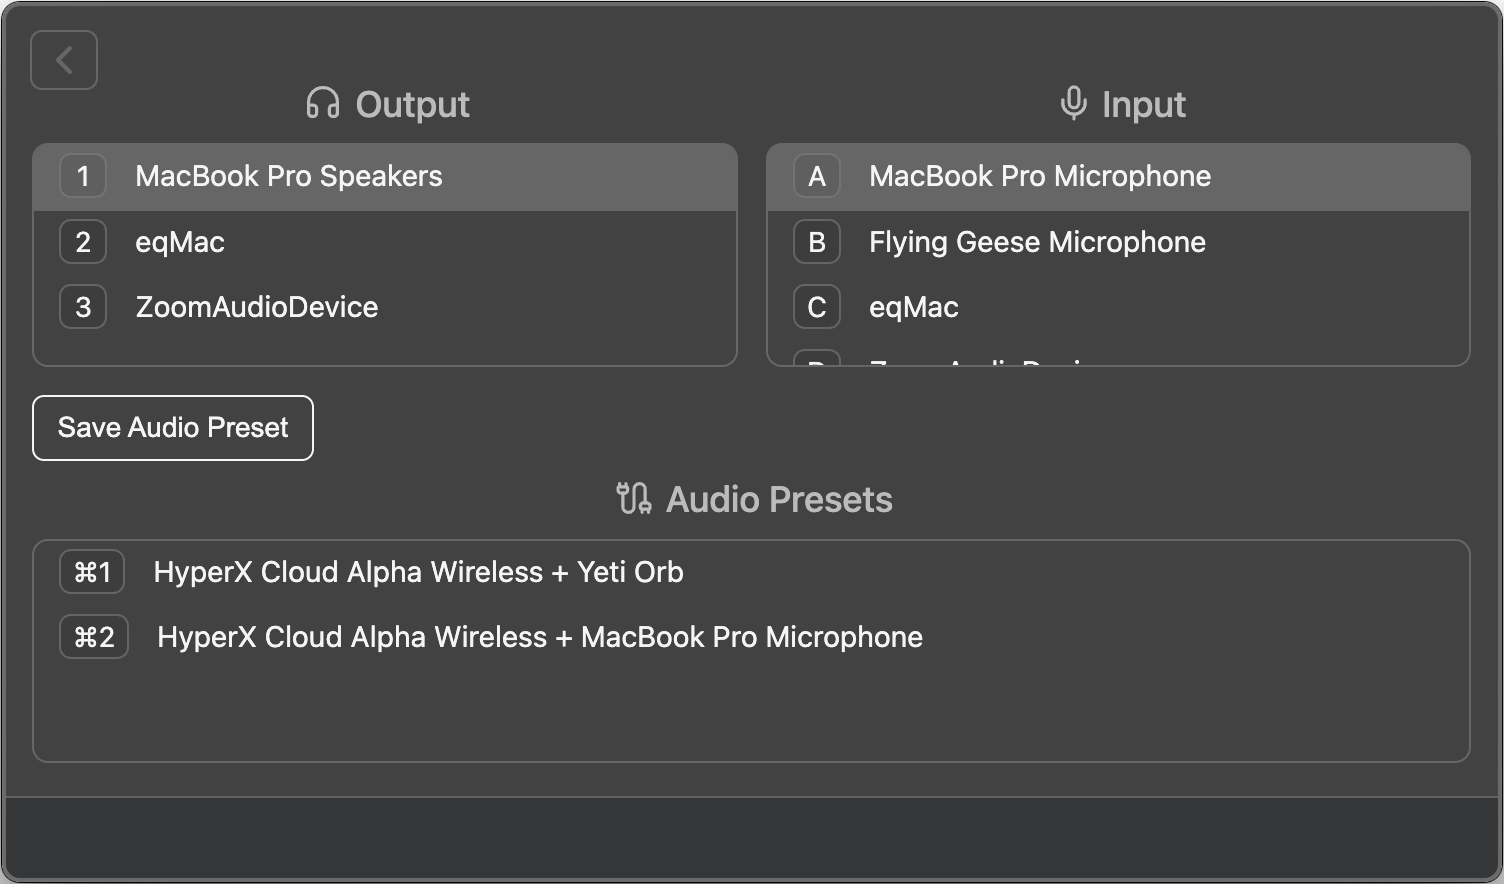 Output
1 MacBook Pro Speakers
2 eqMac
3 ZoomAudioDevice
Input
A MacBook Pro Microphone
B Flying Geese Microphone
C eqMac
Save Audio Preset
Audio Presets
⌘1 HyperX Cloud Alpha Wireless + Yeti Orb
⌘2 HyperX Cloud Alpha Wireless + MacBook Pro Microphone